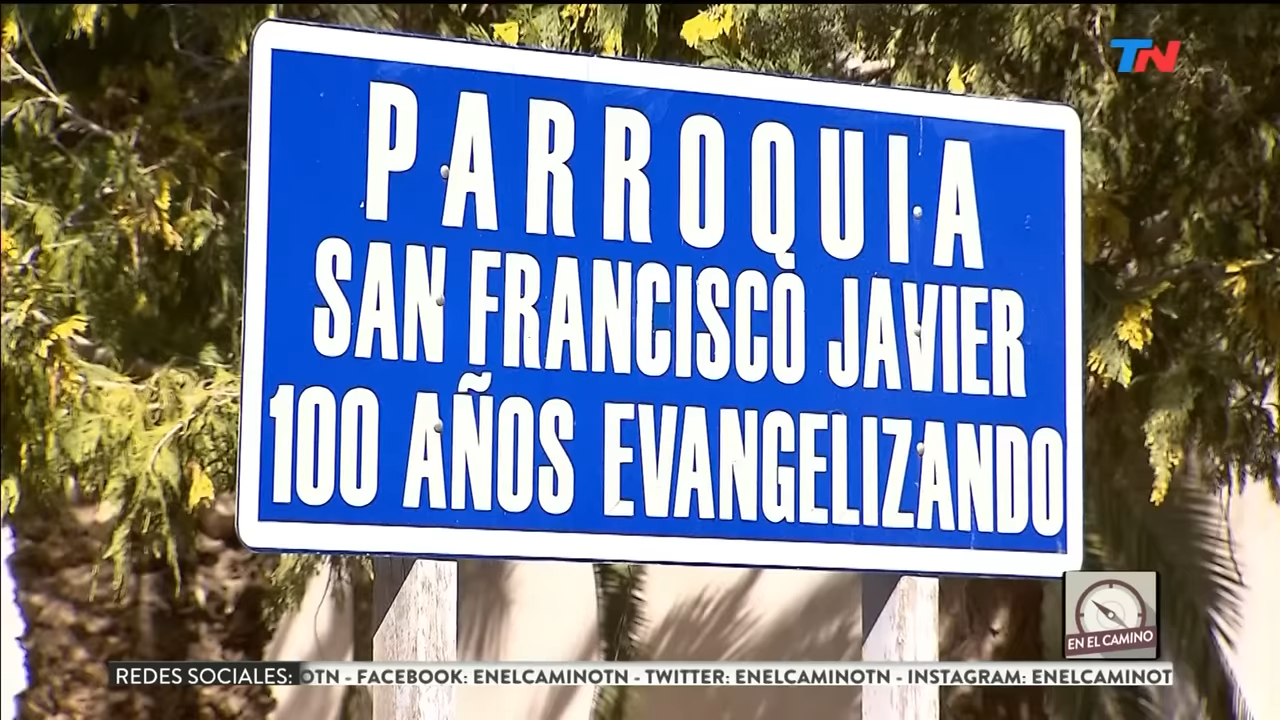 TN
PARROQUIA
SAN FRANCISCO JAVIER
100 AÑOS EVANGELIZANDO
EN EL CAMINO
REDES SOCIALES: OTN - FACEBOOK: ENELCAMINOTN - TWITTER: ENELCAMINOTN - INSTAGRAM: ENELCAMINOT